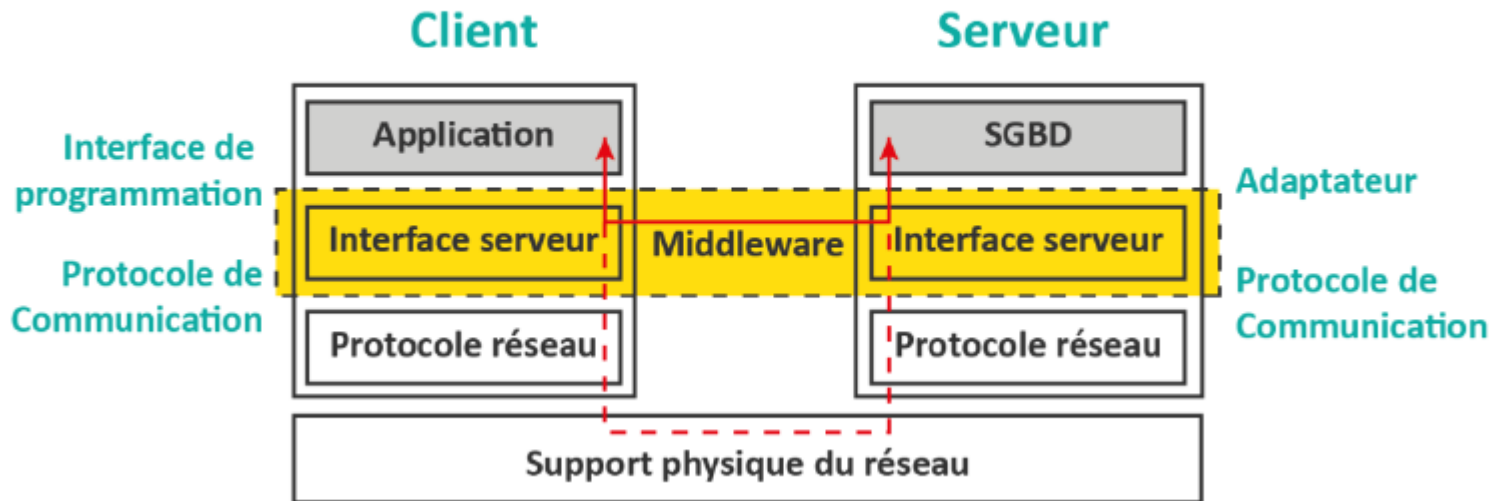 Client
Serveur
Interface de
programmation
Application
SGBD
Adaptateur
Interface serveur
Middleware
Interface serveur
Protocole de
Communication
Protocole de
Communication
Protocole réseau
Protocole réseau
Support physique du réseau